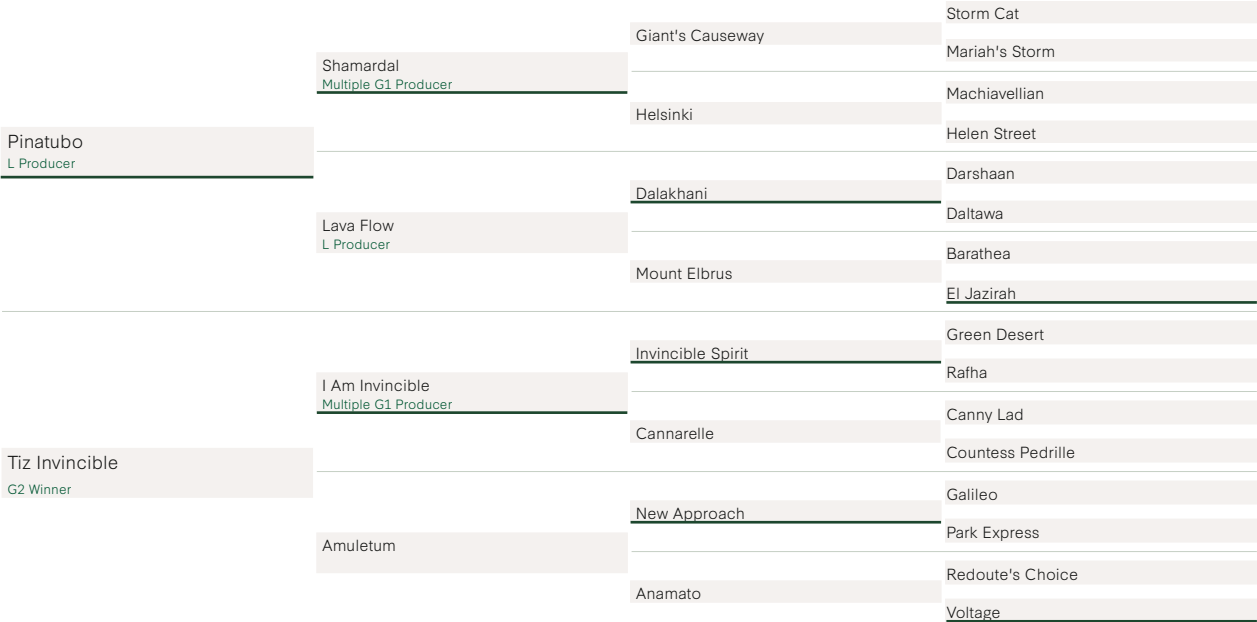 Storm Cat
Giant's Causeway
Mariah's Storm
Shamardal
Multiple G1 Producer
Machiavellian
Helsinki
Helen Street
Pinatubo
L Producer
Darshaan
Dalakhani
Daltawa
Lava Flow
L Producer
Barathea
Mount Elbrus
El Jazirah
Green Desert
Invincible Spirit
Rafha
I Am Invincible
Multiple G1 Producer
Canny Lad
Cannarelle
Countess Pedrille
Tiz Invincible
G2 Winner
Galileo
New Approach
Park Express
Amuletum
Redoute's Choice
Anamato
Voltage